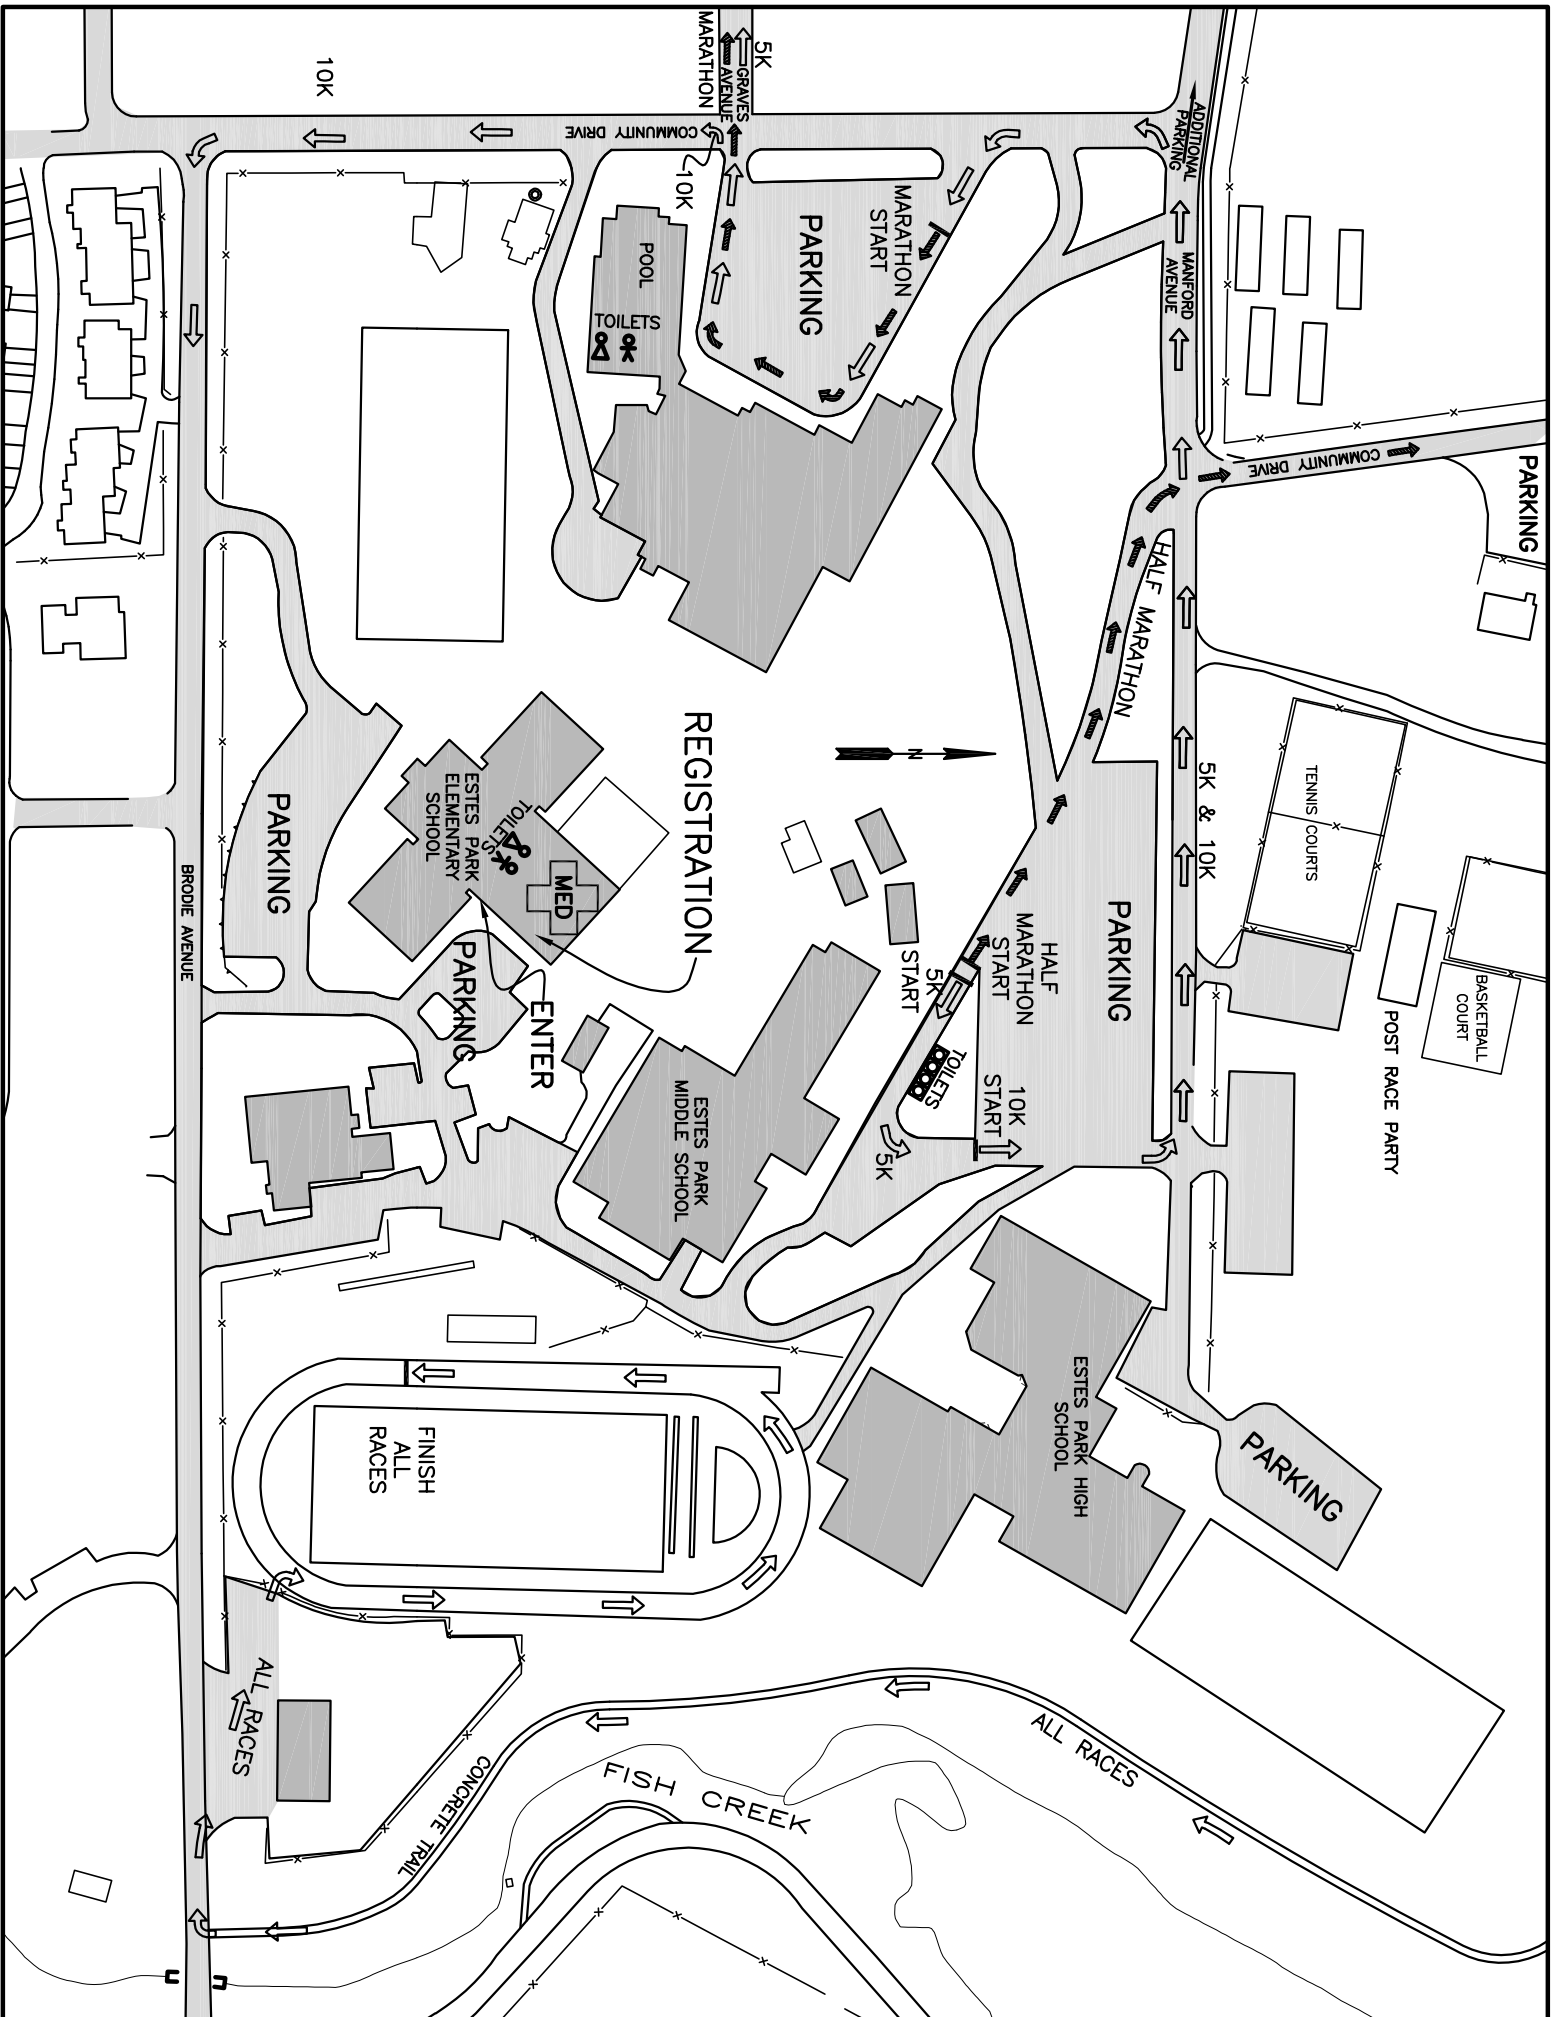 10K
MARATHON
5K
GRAVES
AVENUE
COMMUNITY DRIVE
10K
ADDITIONAL
PARKING
MARATHON
START
PARKING
POOL
TOILETS
MANFORD
AVENUE
COMMUNITY DRIVE
PARKING
HALF MARATHON
5K & 10K
TENNIS COURTS
BASKETBALL
COURT
POST RACE PARTY
N
REGISTRATION
PARKING
HALF
MARATHON
START
5K
START
TOILETS
10K
START
5K
ESTES PARK
ELEMENTARY
SCHOOL
TOILETS
MED
PARKING
BRODIE AVENUE
PARKING
ENTER
ESTES PARK
MIDDLE SCHOOL
ESTES PARK HIGH
SCHOOL
PARKING
FINISH
ALL
RACES
ALL RACES
CONCRETE TRAIL
FISH CREEK
ALL RACES